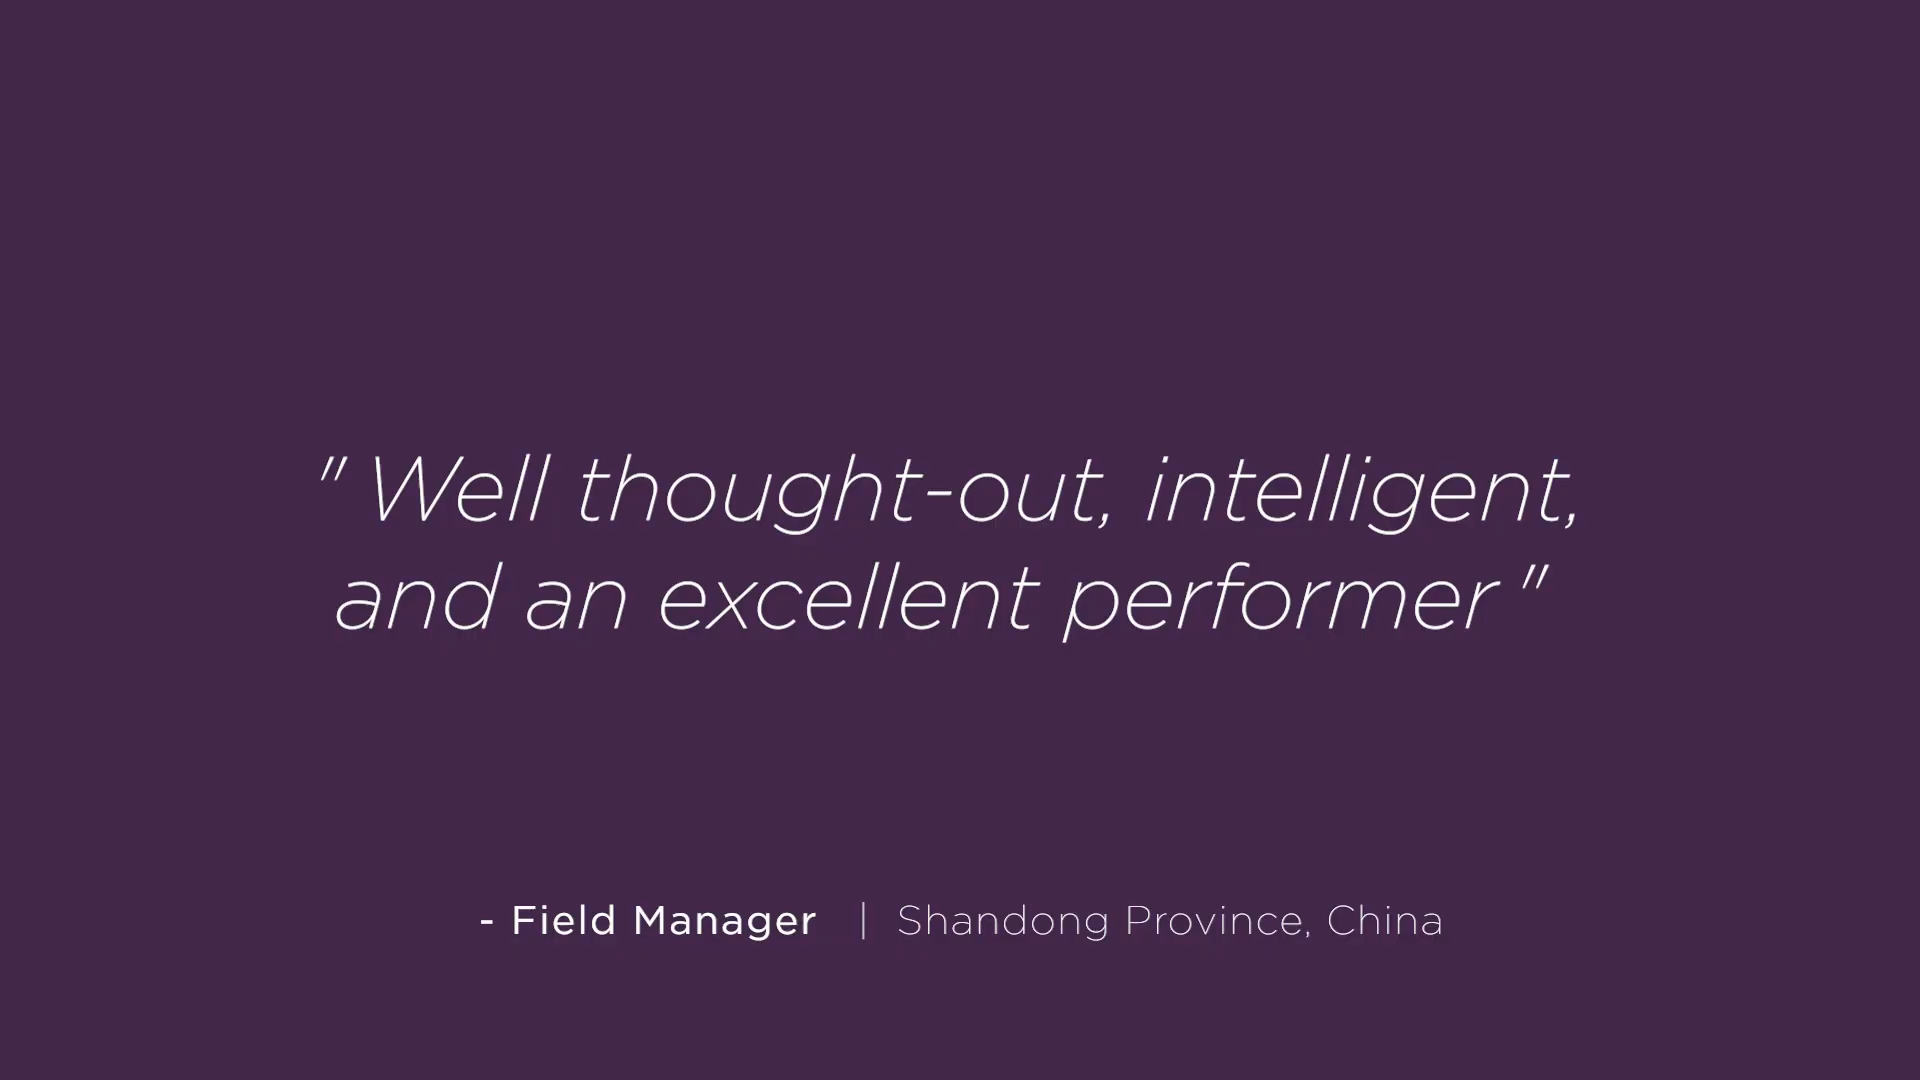 " Well thought-out, intelligent,
and an excellent performer "
- Field Manager | Shandong Province, China